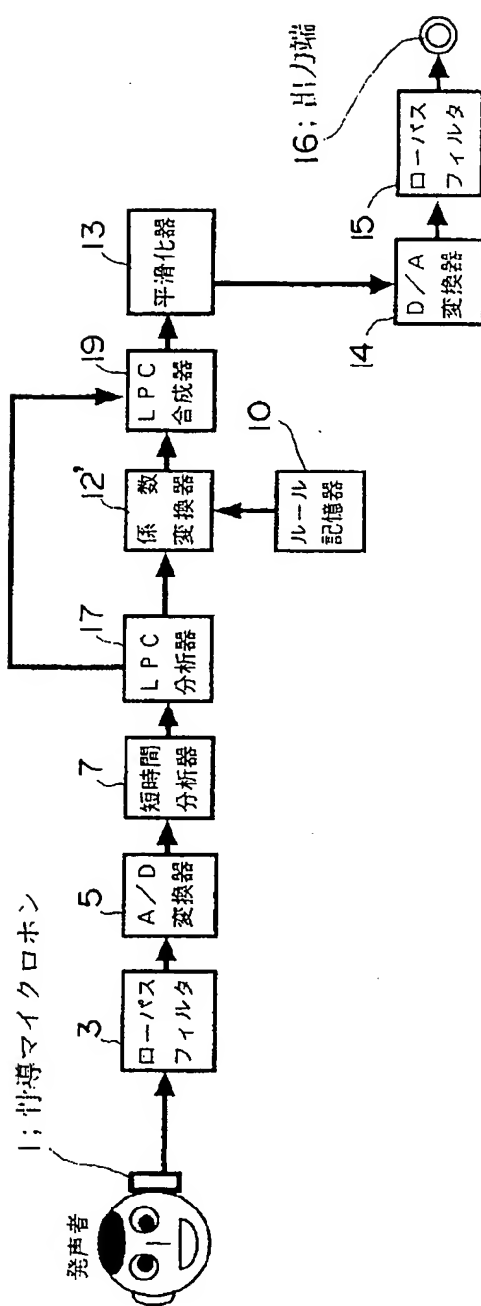 発声者
1; 骨導マイクロホン
3
ローパス
フィルタ
5
A/D
変換器
7
短時間
分析器
17
LPC
分析器
12'
係数
変換器
10
ルール
記憶器
19
LPC
合成器
13
平滑化器
14
D/A
変換器
15
ローパス
フィルタ
16; 出力端